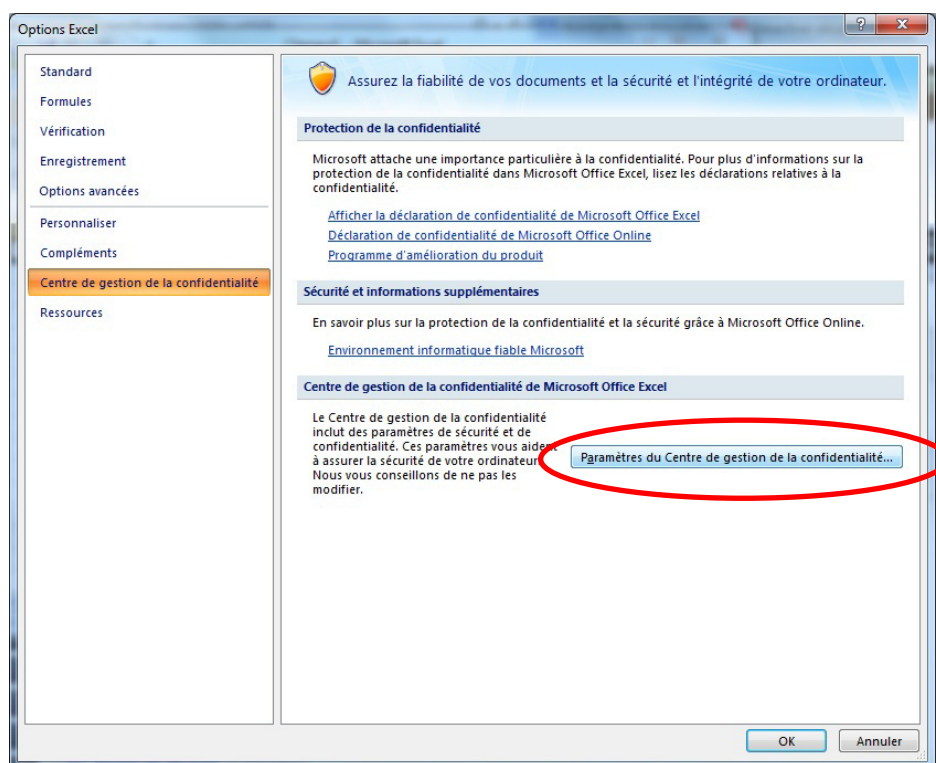 Options Excel
Standard
Formules
Vérification
Enregistrement
Options avancées
Personnaliser
Compléments
Centre de gestion de la confidentialité
Ressources
Assurez la fiabilité de vos documents et la sécurité et l'intégrité de votre ordinateur.
Protection de la confidentialité
Microsoft attache une importance particulière à la confidentialité. Pour plus d'informations sur la
protection de la confidentialité dans Microsoft Office Excel, lisez les déclarations relatives à la
confidentialité.
Afficher la déclaration de confidentialité de Microsoft Office Excel
Déclaration de confidentialité de Microsoft Office Online
Programme d'amélioration du produit
Sécurité et informations supplémentaires
En savoir plus sur la protection de la confidentialité et la sécurité grâce à Microsoft Office Online.
Environnement informatique fiable Microsoft
Centre de gestion de la confidentialité de Microsoft Office Excel
Le Centre de gestion de la confidentialité
inclut des paramètres de sécurité et de
confidentialité. Ces paramètres vous aident
à assurer la sécurité de votre ordinateur
Nous vous conseillons de ne pas les
modifier.
Paramètres du Centre de gestion de la confidentialité...
OK
Annuler